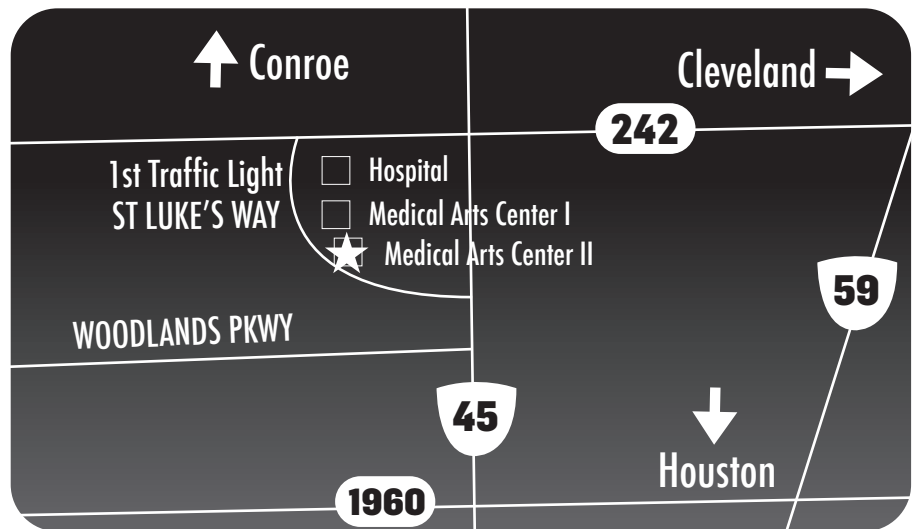 Conroe
Cleveland
242
1st Traffic Light
ST LUKE'S WAY
Hospital
Medical Arts Center I
Medical Arts Center II
59
WOODLANDS PKWY
45
Houston
1960